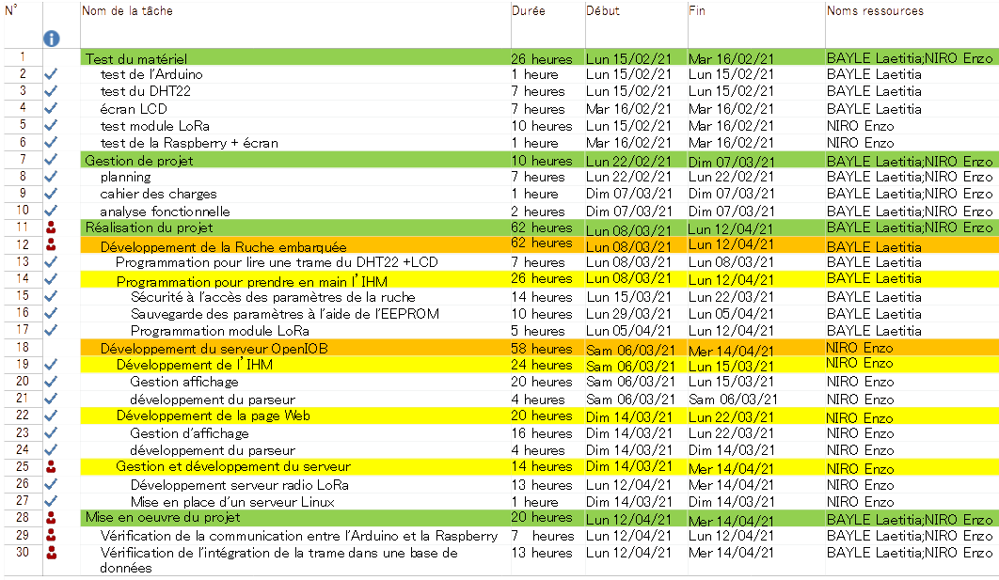 N° Nom de la tâche Durée Début Fin Noms ressources
1 Test du matériel 26 heures Lun 15/02/21 Mar 16/02/21 BAYLE Laetitia;NIRO Enzo
2 test de l'Arduino 1 heure Lun 15/02/21 Lun 15/02/21 BAYLE Laetitia
3 test du DHT22 7 heures Lun 15/02/21 Lun 15/02/21 BAYLE Laetitia
4 écran LCD 7 heures Mar 16/02/21 Mar 16/02/21 BAYLE Laetitia
5 test module LoRa 10 heures Lun 15/02/21 Mar 16/02/21 NIRO Enzo
6 test de la Raspberry + écran 1 heure Mar 16/02/21 Mar 16/02/21 NIRO Enzo
7 Gestion de projet 10 heures Lun 22/02/21 Dim 07/03/21 BAYLE Laetitia;NIRO Enzo
8 planning 7 heures Lun 22/02/21 Lun 22/02/21 BAYLE Laetitia;NIRO Enzo
9 cahier des charges 1 heure Dim 07/03/21 Dim 07/03/21 BAYLE Laetitia;NIRO Enzo
10 analyse fonctionnelle 2 heures Dim 07/03/21 Dim 07/03/21 BAYLE Laetitia;NIRO Enzo
11 Réalisation du projet 62 heures Lun 08/03/21 Lun 12/04/21 BAYLE Laetitia;NIRO Enzo
12 Développement de la Ruche embarquée 62 heures Lun 08/03/21 Lun 12/04/21 BAYLE Laetitia
13 Programmation pour lire une trame du DHT22 +LCD 7 heures Lun 08/03/21 Lun 08/03/21 BAYLE Laetitia
14 Programmation pour prendre en main l'IHM 26 heures Lun 08/03/21 Lun 12/04/21 BAYLE Laetitia
15 Sécurité à l'accès des paramètres de la ruche 14 heures Lun 15/03/21 Lun 22/03/21 BAYLE Laetitia
16 Sauvegarde des paramètres à l'aide de l'EEPROM 10 heures Lun 29/03/21 Lun 05/04/21 BAYLE Laetitia
17 Programmation module LoRa 5 heures Lun 05/04/21 Lun 12/04/21 BAYLE Laetitia
18 Développement du serveur OpenIOB 58 heures Sam 06/03/21 Mer 14/04/21 NIRO Enzo
19 Développement de l'IHM 24 heures Sam 06/03/21 Lun 15/03/21 NIRO Enzo
20 Gestion affichage 20 heures Sam 06/03/21 Lun 15/03/21 NIRO Enzo
21 développement du parseur 4 heures Sam 06/03/21 Sam 06/03/21 NIRO Enzo
22 Développement de la page Web 20 heures Dim 14/03/21 Lun 22/03/21 NIRO Enzo
23 Gestion d'affichage 16 heures Dim 14/03/21 Lun 22/03/21 NIRO Enzo
24 développement du parseur 4 heures Dim 14/03/21 Dim 14/03/21 NIRO Enzo
25 Gestion et développement du serveur 14 heures Dim 14/03/21 Mer 14/04/21 NIRO Enzo
26 Développement serveur radio LoRa 13 heures Lun 12/04/21 Mer 14/04/21 NIRO Enzo
27 Mise en place d'un serveur Linux 1 heure Dim 14/03/21 Dim 14/03/21 NIRO Enzo
28 Mise en oeuvre du projet 20 heures Lun 12/04/21 Mer 14/04/21 BAYLE Laetitia;NIRO Enzo
29 Vérification de la communication entre l'Arduino et la Raspberry 7 heures Lun 12/04/21 Lun 12/04/21 BAYLE Laetitia;NIRO Enzo
30 Vérifiication de l'intégration de la trame dans une base de 13 heures Lun 12/04/21 Mer 14/04/21 BAYLE Laetitia;NIRO Enzo
données